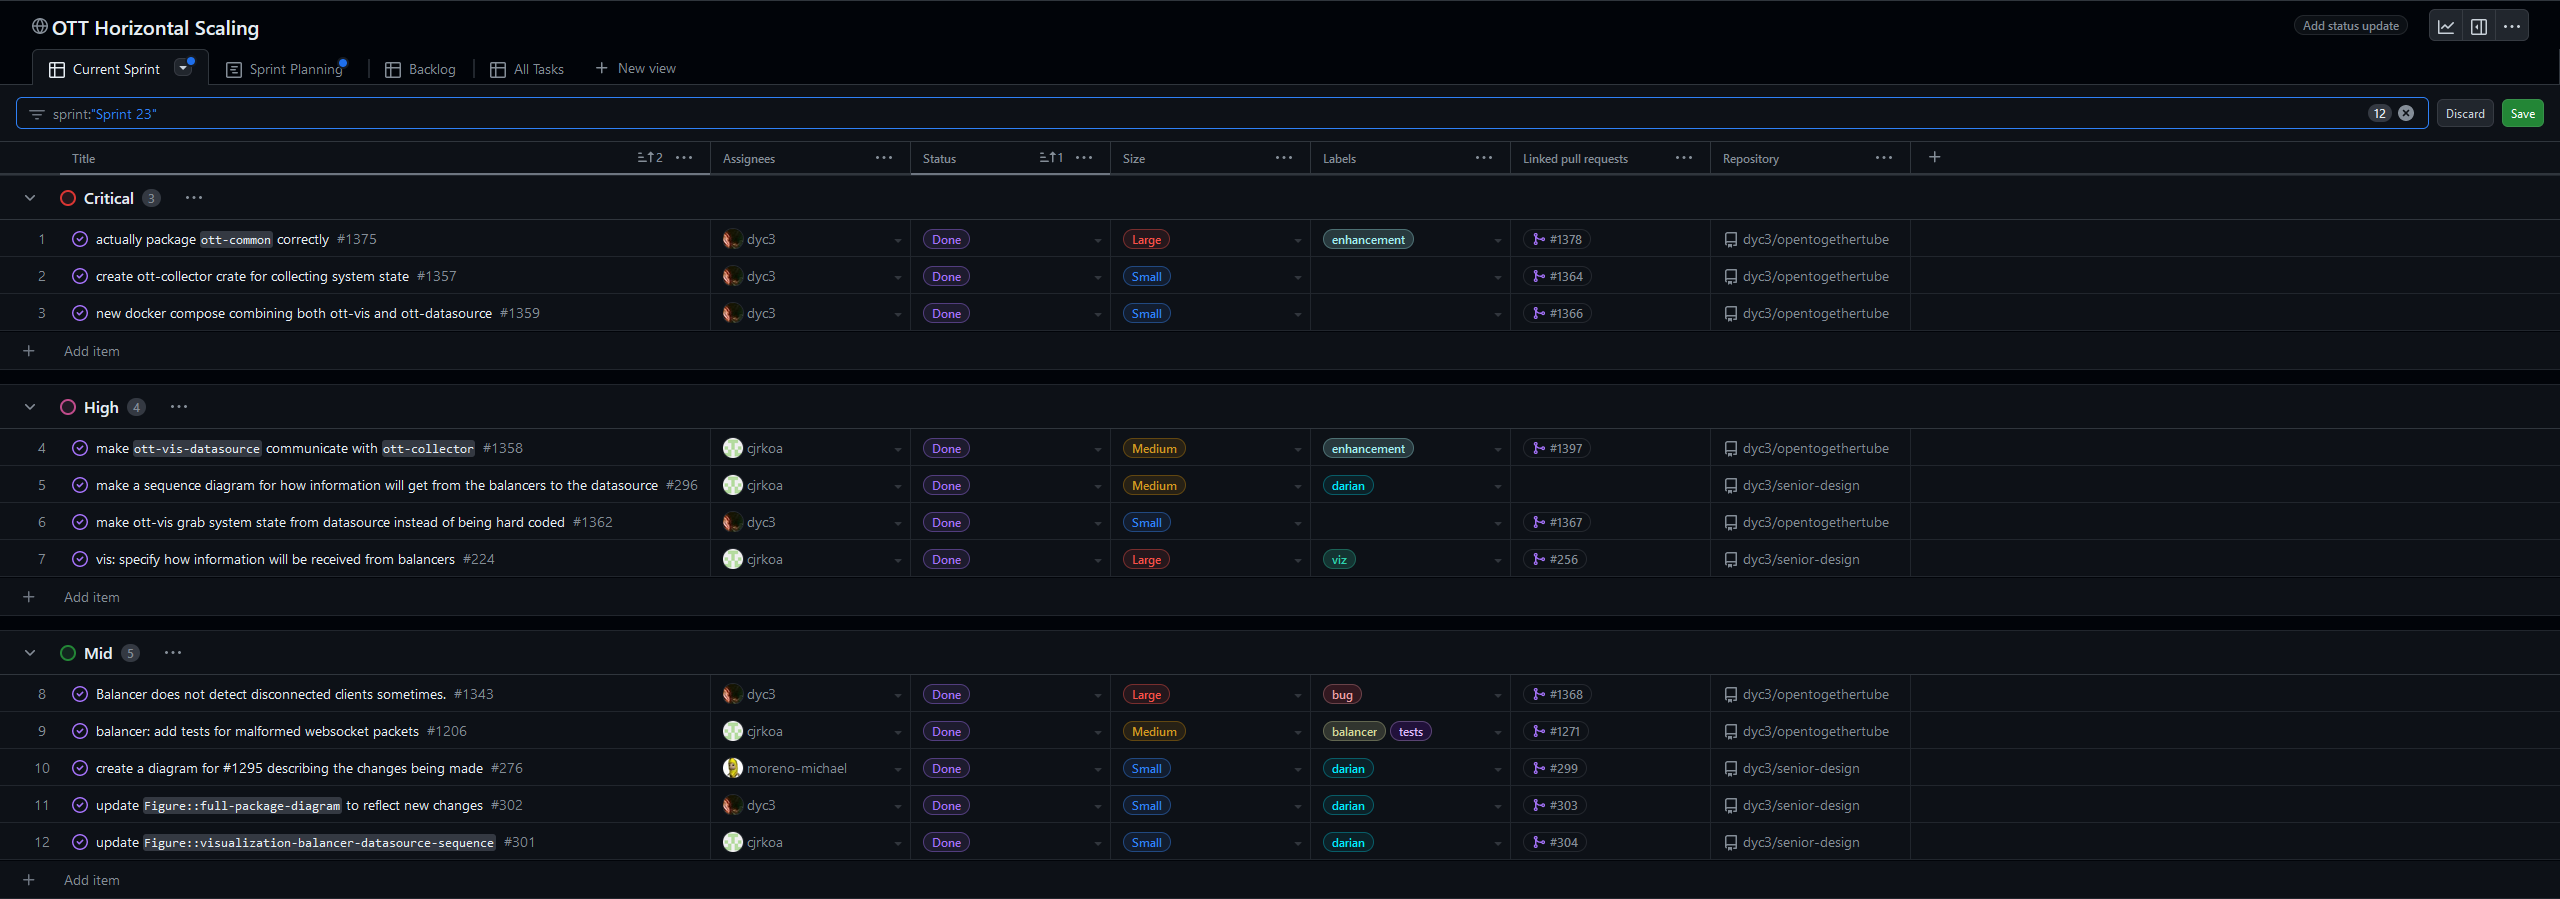 OTT Horizontal Scaling
Add status update
Current Sprint Sprint Planning Backlog All Tasks New view
sprint:"Sprint 23" 12 Discard Save
Title 2 Assignees Status 1 Size Labels Linked pull requests Repository
Critical 3
1 actually package ott-common correctly #1375 dyc3 Done Large enhancement #1378 dyc3/opentogethertube
2 create ott-collector crate for collecting system state #1357 dyc3 Done Small #1364 dyc3/opentogethertube
3 new docker compose combining both ott-vis and ott-datasource #1359 dyc3 Done Small #1366 dyc3/opentogethertube
Add item
High 4
4 make ott-vis-datasource communicate with ott-collector #1358 cjrkoa Done Medium enhancement #1397 dyc3/opentogethertube
5 make a sequence diagram for how information will get from the balancers to the datasource #296 cjrkoa Done Medium darian dyc3/senior-design
6 make ott-vis grab system state from datasource instead of being hard coded #1362 dyc3 Done Small #1367 dyc3/opentogethertube
7 vis: specify how information will be received from balancers #224 cjrkoa Done Large viz #256 dyc3/senior-design
Add item
Mid 5
8 Balancer does not detect disconnected clients sometimes. #1343 dyc3 Done Large bug #1368 dyc3/opentogethertube
9 balancer: add tests for malformed websocket packets #1206 cjrkoa Done Medium balancer tests #1271 dyc3/opentogethertube
10 create a diagram for #1295 describing the changes being made #276 moreno-michael Done Small darian #299 dyc3/senior-design
11 update Figure::full-package-diagram to reflect new changes #302 dyc3 Done Small darian #303 dyc3/senior-design
12 update Figure::visualization-balancer-datasource-sequence #301 cjrkoa Done Small darian #304 dyc3/senior-design
Add item